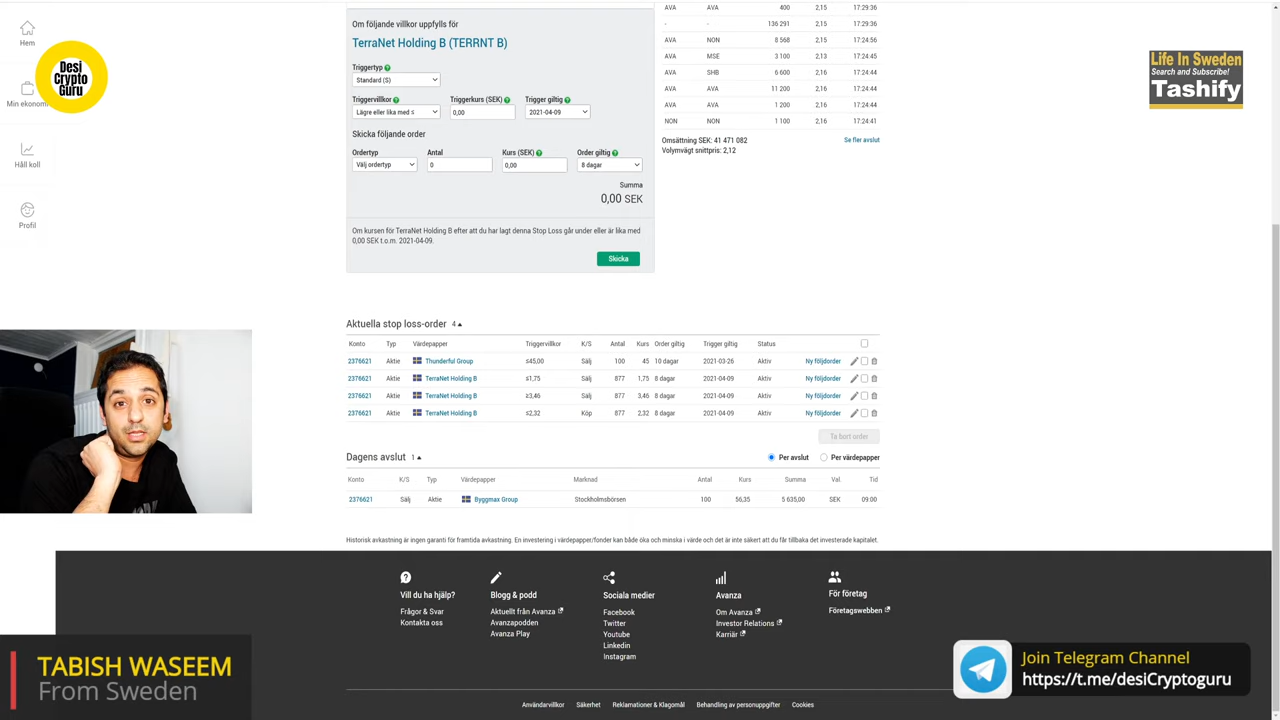 Hem
Desi
Crypto
Guru
Min ekonomi
Håll koll
Profil
Om följande villkor uppfylls för
TerraNet Holding B (TERRNT B)
Triggertyp ?
Standard (S)
Triggervillkor ? Triggerkurs (SEK) ? Trigger giltig ?
Lägre eller lika med ≤ 0,00 2021-04-09
Skicka följande order
Ordertyp Antal Kurs (SEK) ? Order giltig ?
Välj ordertyp 0 0,00 8 dagar
Summa
0,00 SEK
Om kursen för TerraNet Holding B efter att du har lagt denna Stop Loss går under eller är lika med
0,00 SEK t.o.m. 2021-04-09.
Skicka
AVA AVA 400 2,15 17:29:36
- - 136 291 2,15 17:29:36
AVA NON 8 568 2,15 17:24:56
AVA MSE 3 100 2,13 17:24:45
AVA SHB 6 600 2,16 17:24:44
AVA AVA 11 200 2,16 17:24:44
AVA AVA 1 200 2,16 17:24:44
NON NON 1 100 2,16 17:24:41
Omsättning SEK: 41 471 082 Se fler avslut
Volymvägt snittpris: 2,12
Life In Sweden
Search and Subscribe!
Tashify
Aktuella stop loss-order 4
Konto Typ Värdepapper Triggervillkor K/S Antal Kurs Order giltig Trigger giltig Status
2376621 Aktie Thunderful Group ≤45,00 Sälj 100 45 10 dagar 2021-03-26 Aktiv Ny följdorder
2376621 Aktie TerraNet Holding B ≤1,75 Sälj 877 1,75 8 dagar 2021-04-09 Aktiv Ny följdorder
2376621 Aktie TerraNet Holding B ≥3,46 Sälj 877 3,46 8 dagar 2021-04-09 Aktiv Ny följdorder
2376621 Aktie TerraNet Holding B ≤2,32 Köp 877 2,32 8 dagar 2021-04-09 Aktiv Ny följdorder
Ta bort order
Dagens avslut 1 Per avslut Per värdepapper
Konto K/S Typ Värdepapper Marknad Antal Kurs Summa Val. Tid
2376621 Sälj Aktie Byggmax Group Stockholmsbörsen 100 56,35 5 635,00 SEK 09:00
Historisk avkastning är ingen garanti för framtida avkastning. En investering i värdepapper/fonder kan både öka och minska i värde och det är inte säkert att du får tillbaka det investerade kapitalet.
Vill du ha hjälp?
Frågor & Svar
Kontakta oss
Blogg & podd
Aktuellt från Avanza
Avanzapodden
Avanza Play
Sociala medier
Facebook
Twitter
Youtube
Linkedin
Instagram
Avanza
Om Avanza
Investor Relations
Karriär
För företag
Företagswebben
TABISH WASEEM
From Sweden
Join Telegram Channel
https://t.me/desiCryptoguru
Användarvillkor Säkerhet Reklamationer & Klagomål Behandling av personuppgifter Cookies